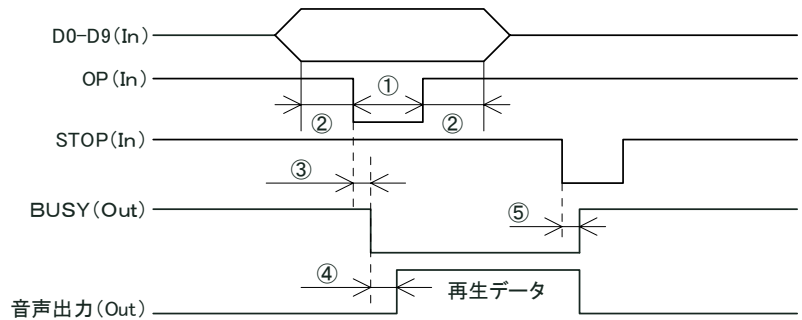 D0-D9(In)
OP(In)
①
② ②
STOP(In)
③
BUSY(Out)
⑤
④
再生データ
音声出力(Out)